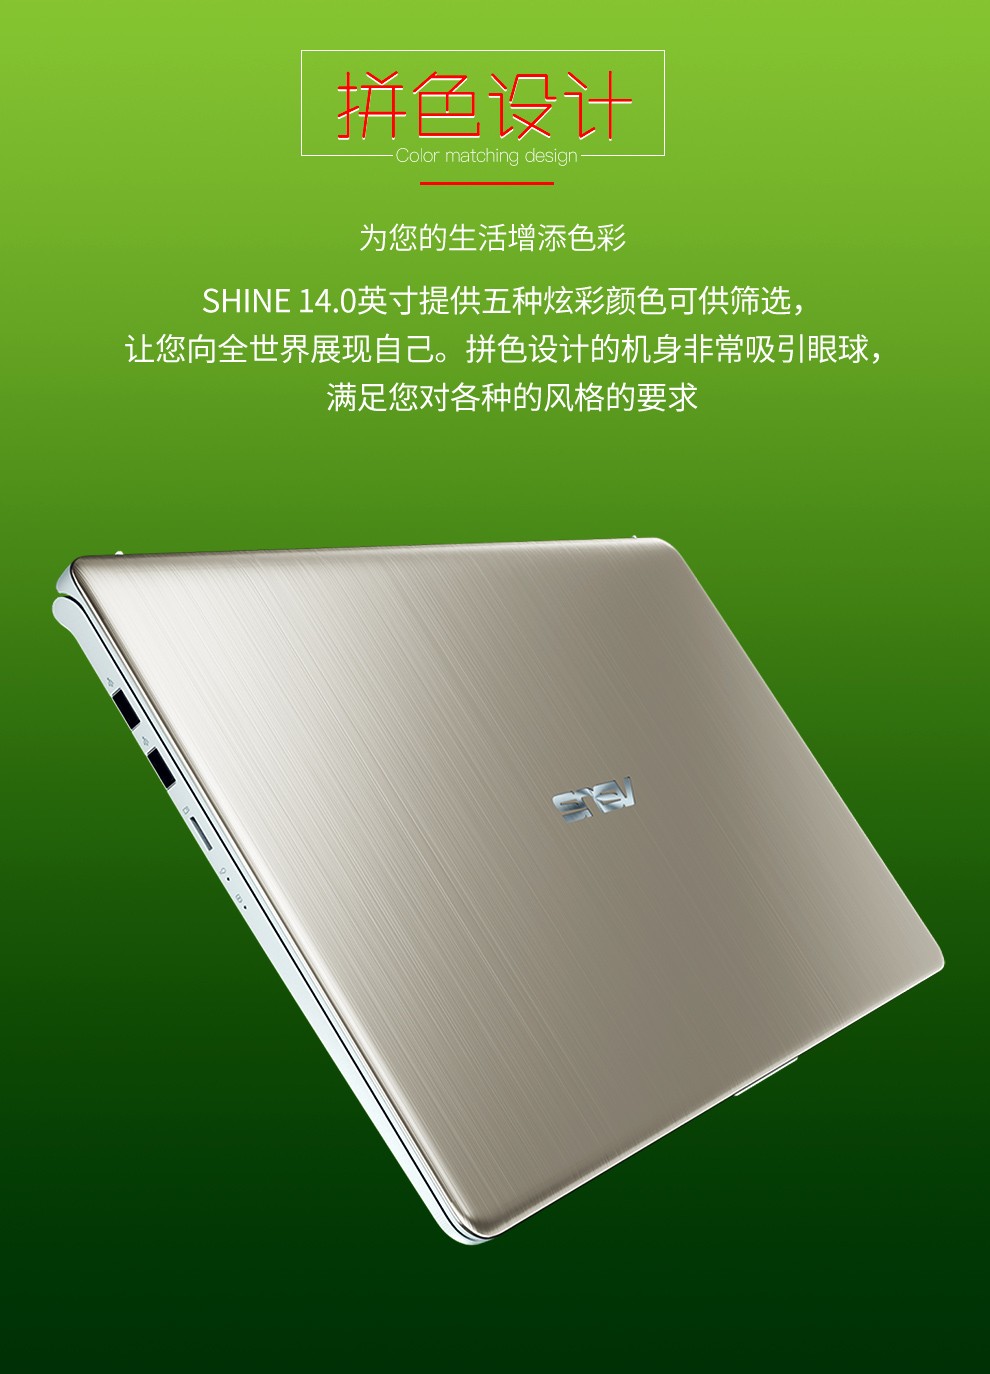 拼色设计
Color matching design
为您的生活增添色彩
SHINE 14.0英寸提供五种炫彩颜色可供筛选，
让您向全世界展现自己。拼色设计的机身非常吸引眼球，
满足您对各种的风格的要求
ASUS